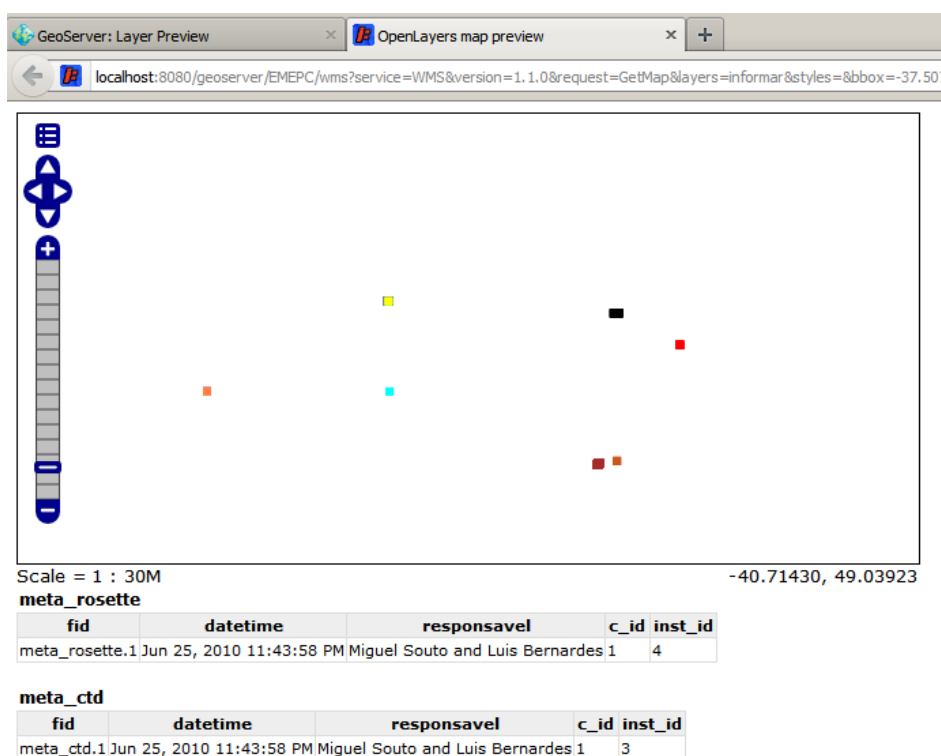 GeoServer: Layer Preview × OpenLayers map preview × +
localhost:8080/geoserver/EMEPC/wms?service=WMS&version=1.1.0&request=GetMap&layers=informar&styles=&bbox=-37.507
Scale = 1 : 30M -40.71430, 49.03923
meta_rosette
fid datetime responsavel c_id inst_id
meta_rosette.1 Jun 25, 2010 11:43:58 PM Miguel Souto and Luis Bernardes 1 4
meta_ctd
fid datetime responsavel c_id inst_id
meta_ctd.1 Jun 25, 2010 11:43:58 PM Miguel Souto and Luis Bernardes 1 3